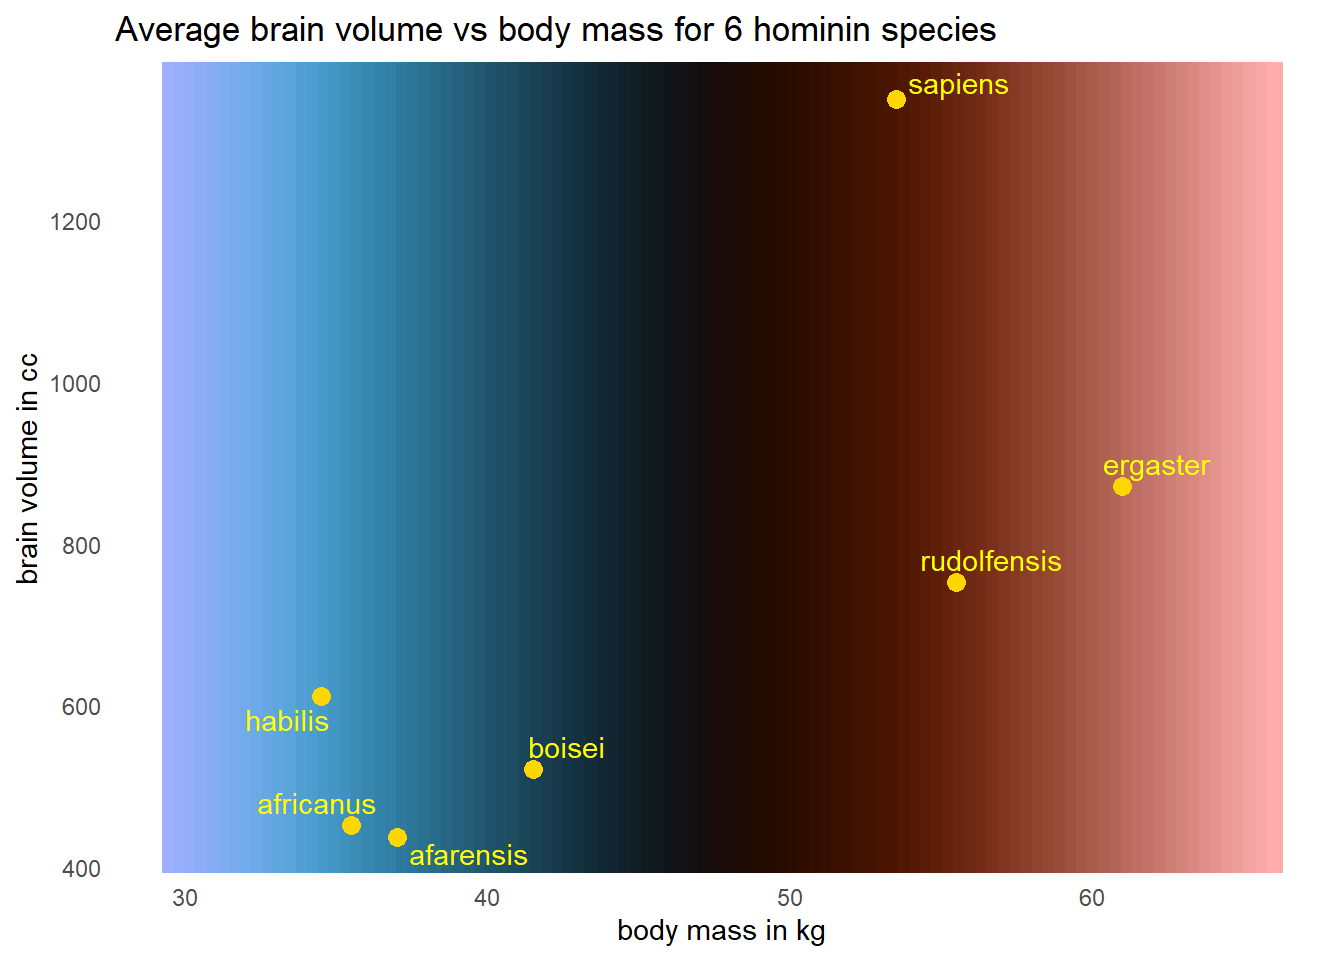 Average brain volume vs body mass for 6 hominin species
sapiens
1200
1000
ergaster
800
rudolfensis
600
habilis
boisei
africanus
afarensis
400
30 40 50 60
body mass in kg
brain volume in cc